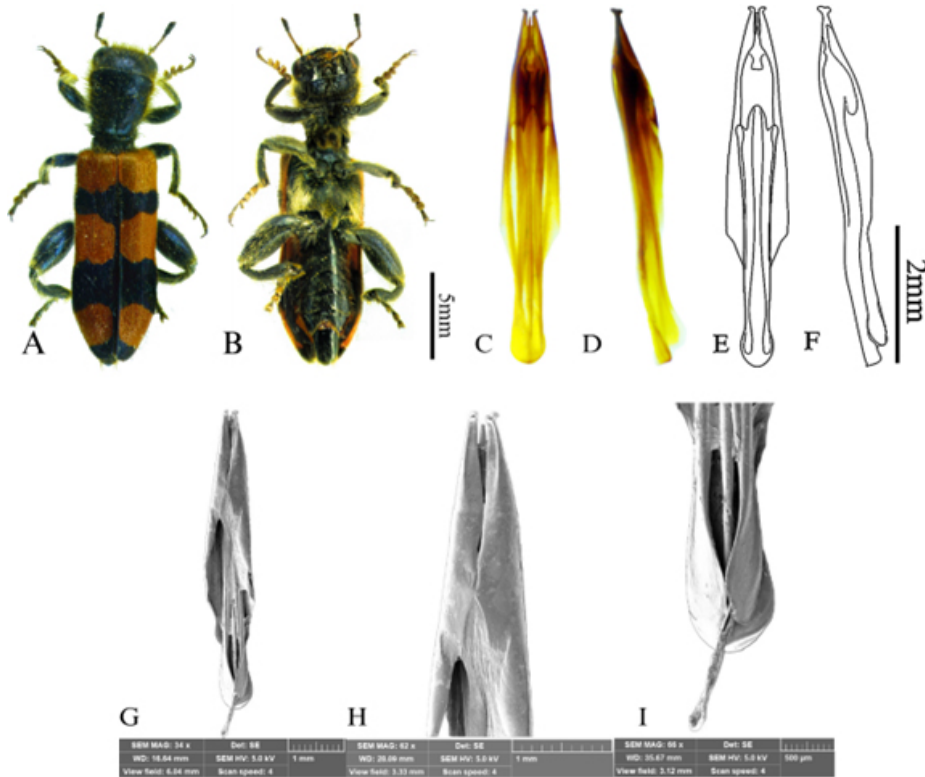 A
B
5mm
C
D
E
F
2mm
G
H
I
SEM MAG: 34 x
Det: SE
WD: 16.64 mm
SEM HV: 5.0 kV
1 mm
View field: 6.04 mm
Scan speed: 4
SEM MAG: 62 x
Det: SE
WD: 20.09 mm
SEM HV: 5.0 kV
1 mm
View field: 3.33 mm
Scan speed: 4
SEM MAG: 66 x
Det: SE
WD: 35.67 mm
SEM HV: 5.0 kV
500 µm
View field: 3.12 mm
Scan speed: 4